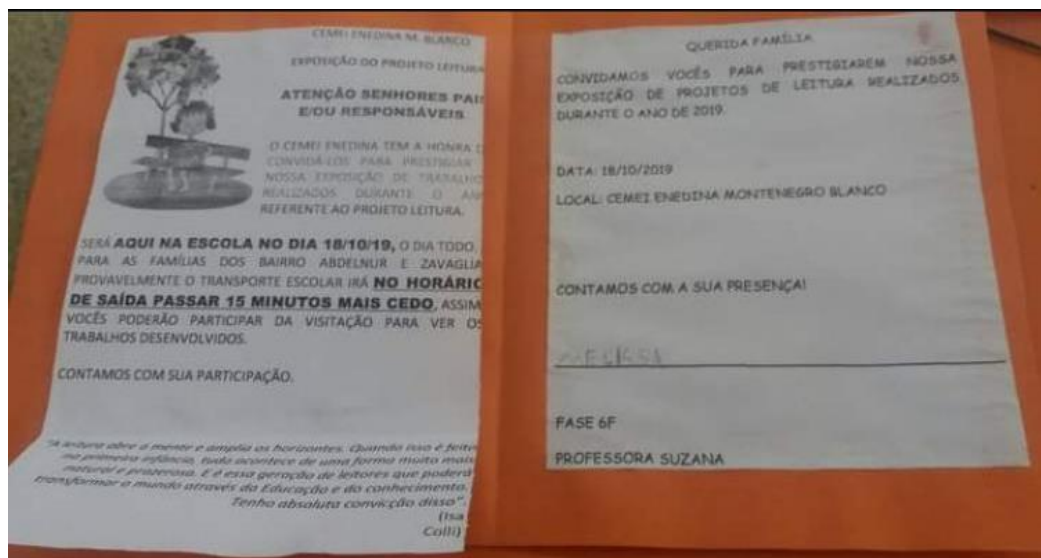 CEMEI ENEDINA M. BLANCO
EXPOSIÇÃO DO PROJETO LEITURA
ATENÇÃO SENHORES PAI
E/OU RESPONSÁVEIS
O CEMEI ENEDINA TEM A HONRA D
CONVIDÁ-LOS PARA PRESTIGIAR
NOSSA EXPOSIÇÃO DE TRABALHO
REALIZADOS DURANTE O AN
REFERENTE AO PROJETO LEITURA.
SERÁ AQUI NA ESCOLA NO DIA 18/10/19, O DIA TODO.
PARA AS FAMÍLIAS DOS BAIRRO ABDELNUR E ZAVAGLIA
PROVAVELMENTE O TRANSPORTE ESCOLAR IRÁ NO HORÁRIO
DE SAÍDA PASSAR 15 MINUTOS MAIS CEDO, ASSIM
VOCÊS PODERÃO PARTICIPAR DA VISITAÇÃO PARA VER OS
TRABALHOS DESENVOLVIDOS.
CONTAMOS COM SUA PARTICIPAÇÃO.
"A leitura abre a mente e amplia os horizontes. Quando isso é feito
na primeira infância, tudo acontece de uma forma muito mais
natural e prazerosa. E é essa geração de leitores que poderá
transformar o mundo através da Educação e do conhecimento.
Tenho absoluta convicção disso".
(Isa
Colli)
QUERIDA FAMÍLIA
CONVIDAMOS VOCÊS PARA PRESTIGIAREM NOSSA
EXPOSIÇÃO DE PROJETOS DE LEITURA REALIZADOS
DURANTE O ANO DE 2019.
DATA: 18/10/2019
LOCAL: CEMEI ENEDINA MONTENEGRO BLANCO
CONTAMOS COM A SUA PRESENÇA!
FASE 6F
PROFESSORA SUZANA